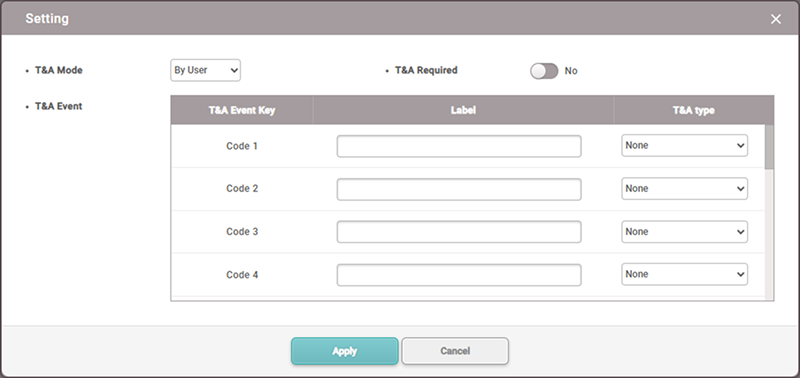 Setting
• T&A Mode By User • T&A Required No
• T&A Event
T&A Event Key Label T&A type
Code 1 None
Code 2 None
Code 3 None
Code 4 None
Apply Cancel